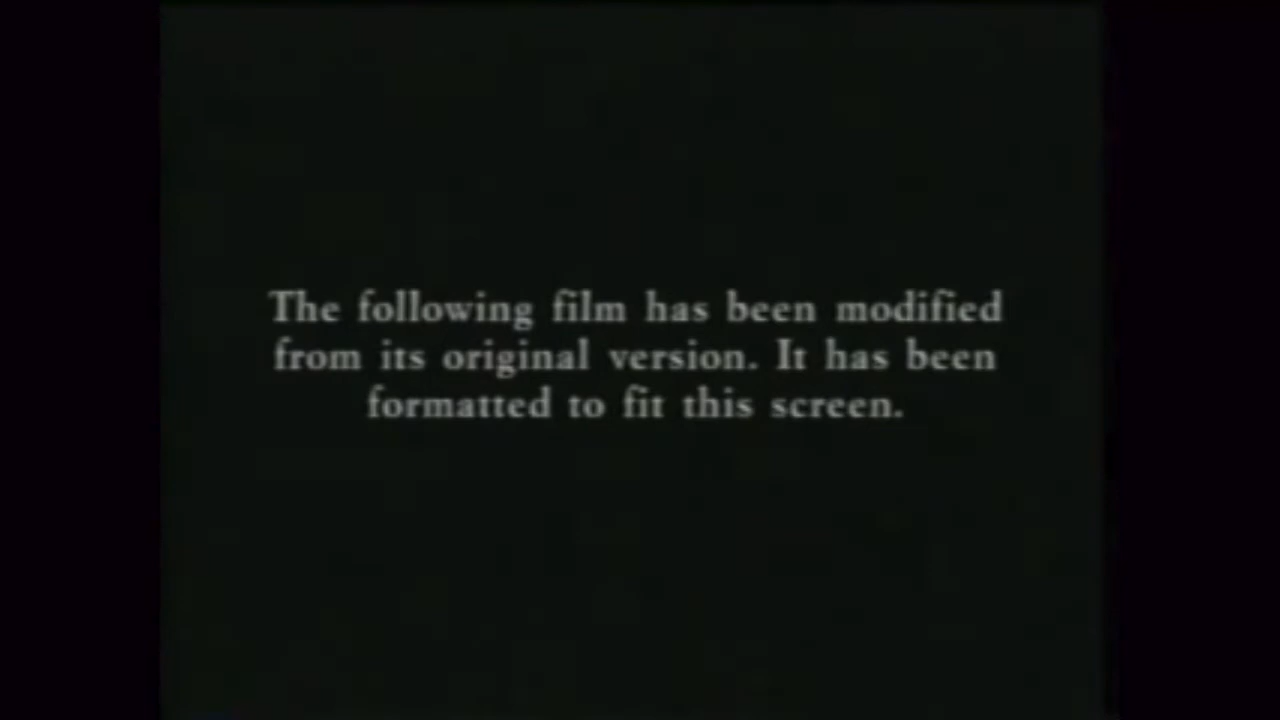 The following film has been modified
from its original version. It has been
formatted to fit this screen.